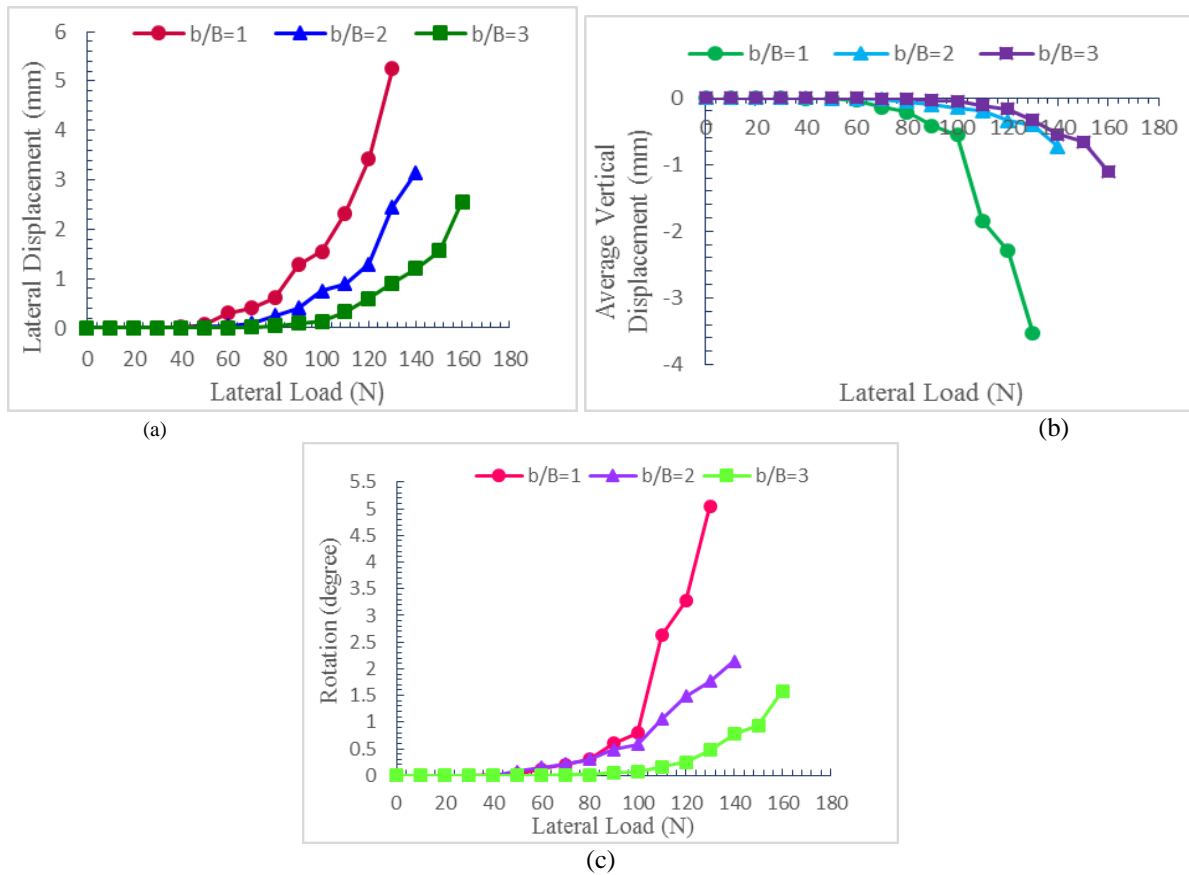 b/B=1 b/B=2 b/B=3
6
5
4
3
2
1
0
Lateral Displacement (mm)
0 20 40 60 80 100 120 140 160 180
Lateral Load (N)
(a)
b/B=1 b/B=2 b/B=3
0
-1
-2
-3
-4
Average Vertical
Displacement (mm)
0 20 40 60 80 100 120 140 160 180
Lateral Load (N)
(b)
b/B=1 b/B=2 b/B=3
5.5
5
4.5
4
3.5
3
2.5
2
1.5
1
0.5
0
Rotation (degree)
0 20 40 60 80 100 120 140 160 180
Lateral Load (N)
(c)